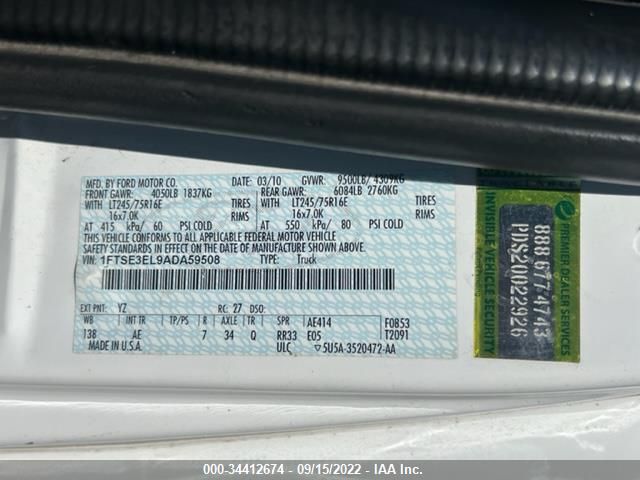 MFD. BY FORD MOTOR CO.
03/10 GVWR: 9500LB/ 4309KG
FRONT GAWR: 4050LB 1837KG
REAR GAWR: 6084LB 2760KG
WITH LT245/75R16E TIRES
WITH LT245/75R16E TIRES
16x7.0K RIMS
16x7.0K RIMS
AT 415 kPa/ 60 PSI COLD
AT 550 kPa/ 80 PSI COLD
THIS VEHICLE CONFORMS TO ALL APPLICABLE FEDERAL MOTOR VEHICLE
SAFETY STANDARDS IN EFFECT ON THE DATE OF MANUFACTURE SHOWN ABOVE.
VIN: 1FTSE3EL9ADA59508 TYPE: Truck
EXT PNT: YZ RC: 27 DSO:
WB INT TR TP/PS R AXLE TR SPR AE414 F0853
138 AE 7 34 Q RR33 E05 T2091
MADE IN U.S.A. ULC 5U5A-3520472-AA
PREMIER DEALER SERVICES
888 6774743
PDS20022926
INVISIBLE VEHICLE SECURITY
000-34412674 - 09/15/2022 - IAA Inc.